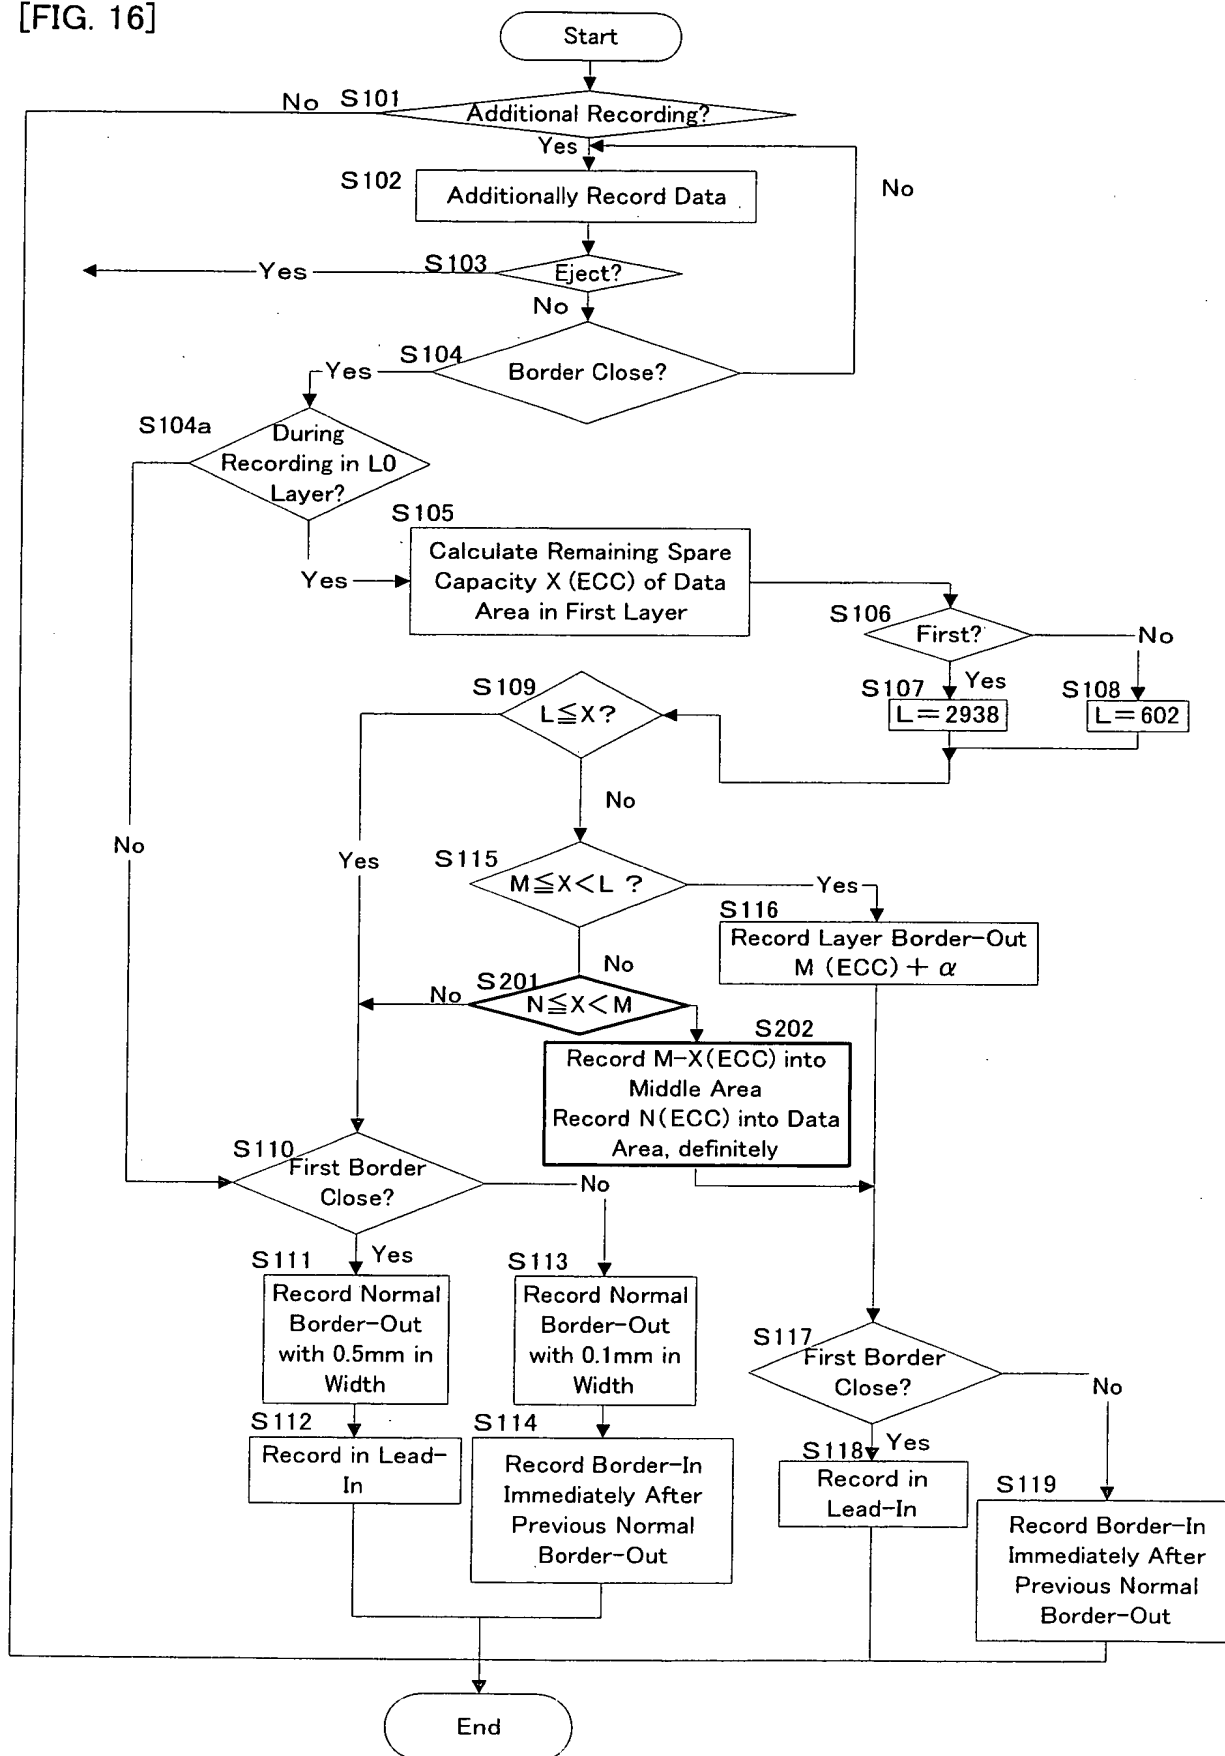 [FIG. 16]
Start
No
S101
Additional Recording?
Yes
S102
Additionally Record Data
No
S103
Yes
Eject?
No
S104
Yes
Border Close?
S104a
During
Recording in L0
Layer?
Yes
S105
Calculate Remaining Spare
Capacity X (ECC) of Data
Area in First Layer
S106
First?
No
S107
Yes
S108
L=2938
L=602
S109
L≦X?
No
No
Yes
S115
M≦X<L ?
Yes
S116
Record Layer Border-Out
M (ECC) + α
No
S201
No
N≦X<M
S202
Record M-X(ECC) into
Middle Area
Record N(ECC) into Data
Area, definitely
S110
First Border
Close?
No
S111
Yes
S113
Record Normal
Border-Out
with 0.5mm in
Width
Record Normal
Border-Out
with 0.1mm in
Width
S117
First Border
Close?
No
S112
Record in Lead-
In
S114
Record Border-In
Immediately After
Previous Normal
Border-Out
S118
Yes
Record in
Lead-In
S119
Record Border-In
Immediately After
Previous Normal
Border-Out
End